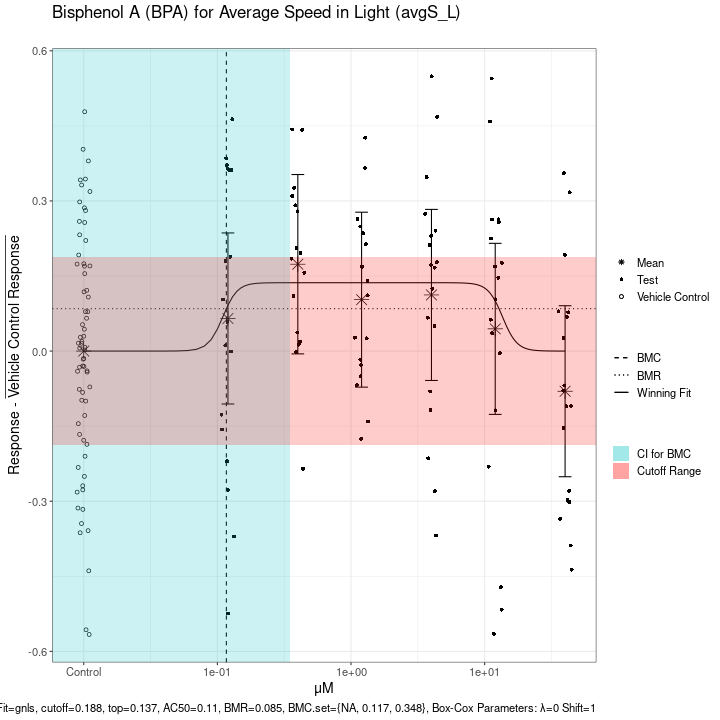 Bisphenol A (BPA) for Average Speed in Light (avgS_L)
Response - Vehicle Control Response
0.6
0.3
0.0
-0.3
-0.6
Control
1e-01
1e+00
1e+01
μM
Mean
Test
Vehicle Control
BMC
BMR
Winning Fit
CI for BMC
Cutoff Range
Fit=gnls, cutoff=0.188, top=0.137, AC50=0.11, BMR=0.085, BMC.set={NA, 0.117, 0.348}, Box-Cox Parameters: λ=0 Shift=1